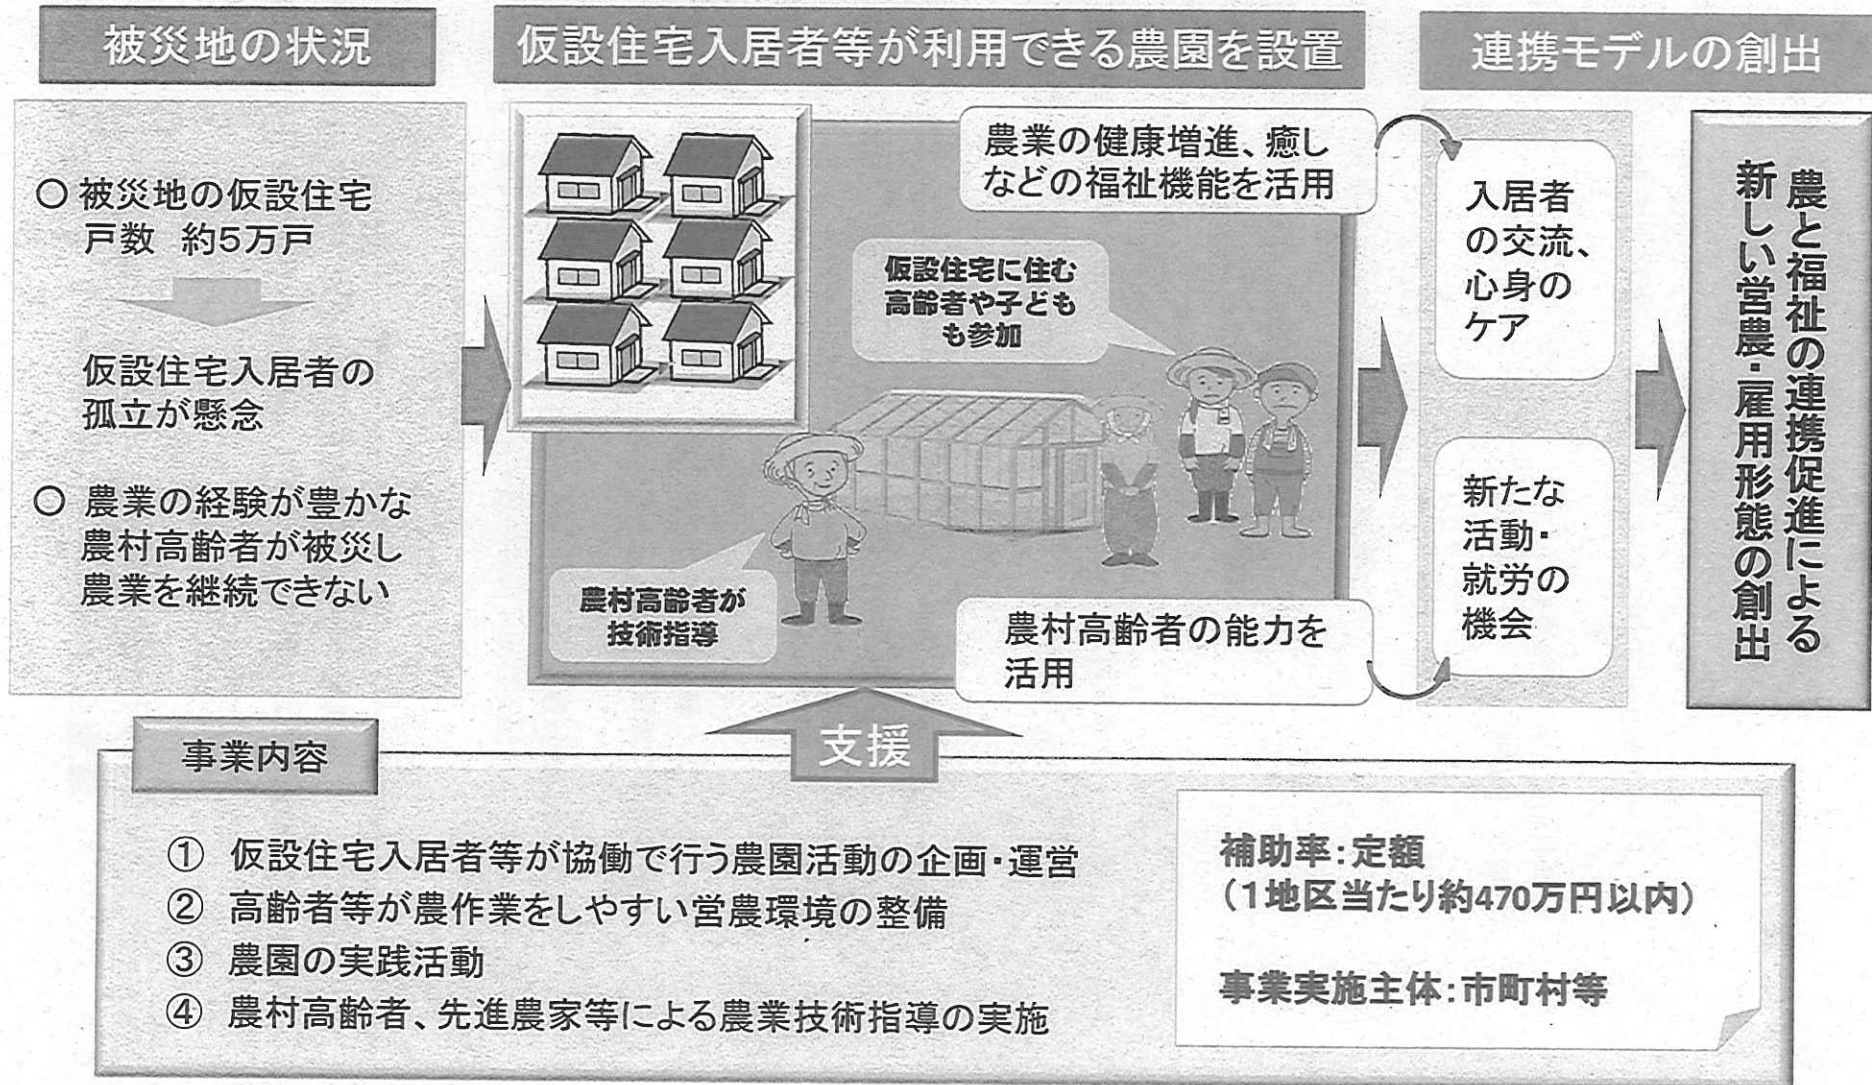 被災地の状況
○ 被災地の仮設住宅
戸数 約5万戸
仮設住宅入居者の
孤立が懸念
○ 農業の経験が豊かな
農村高齢者が被災し
農業を継続できない
仮設住宅入居者等が利用できる農園を設置
農業の健康増進、癒し
などの福祉機能を活用
仮設住宅に住む
高齢者や子ども
も参加
農村高齢者が
技術指導
農村高齢者の能力を
活用
連携モデルの創出
入居者
の交流、
心身の
ケア
新たな
活動・
就労の
機会
農と福祉の連携促進による
新しい営農・雇用形態の創出
支援
事業内容
① 仮設住宅入居者等が協働で行う農園活動の企画・運営
② 高齢者等が農作業をしやすい営農環境の整備
③ 農園の実践活動
④ 農村高齢者、先進農家等による農業技術指導の実施
補助率:定額
(1地区当たり約470万円以内)
事業実施主体:市町村等